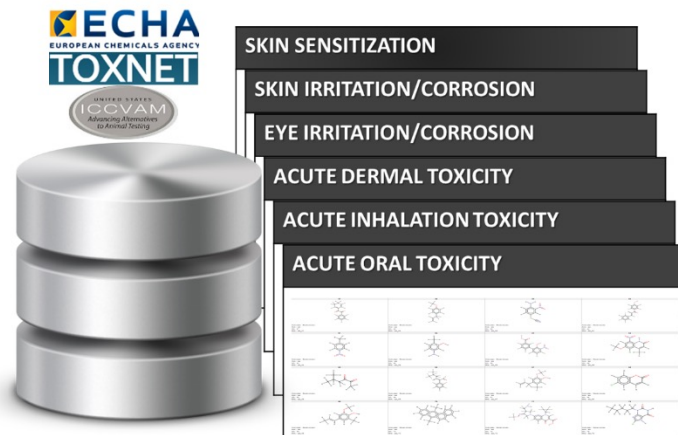 ECHA
EUROPEAN CHEMICALS AGENCY
TOXNET
UNITED STATES
ICCVAM
Advancing Alternatives
to Animal Testing
SKIN SENSITIZATION
SKIN IRRITATION/CORROSION
EYE IRRITATION/CORROSION
ACUTE DERMAL TOXICITY
ACUTE INHALATION TOXICITY
ACUTE ORAL TOXICITY